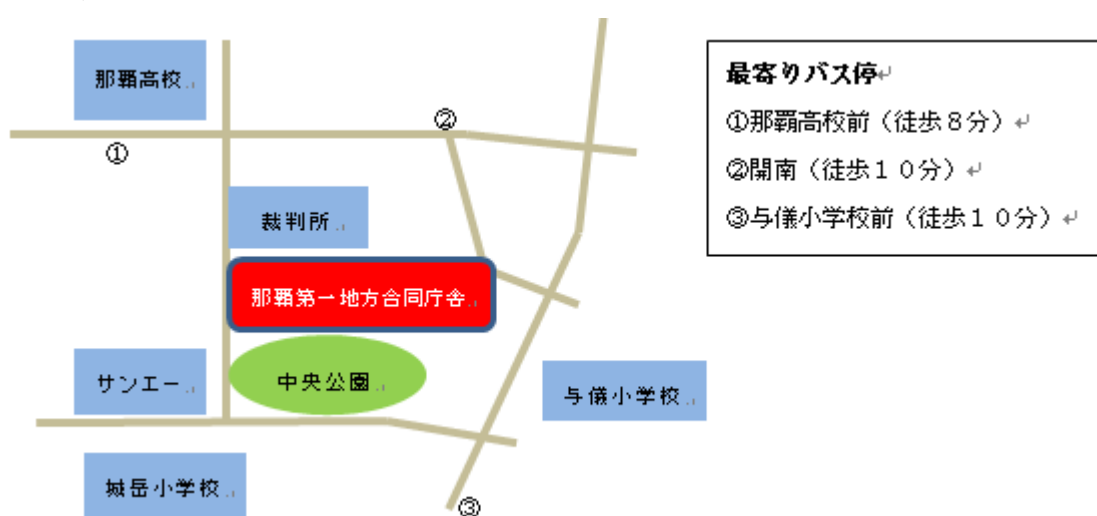 那覇高校
①
②
裁判所
那覇第一地方合同庁舎
サンエー
中央公園
与儀小学校
城岳小学校
③
最寄りバス停
①那覇高校前（徒歩８分）
②開南（徒歩１０分）
③与儀小学校前（徒歩１０分）